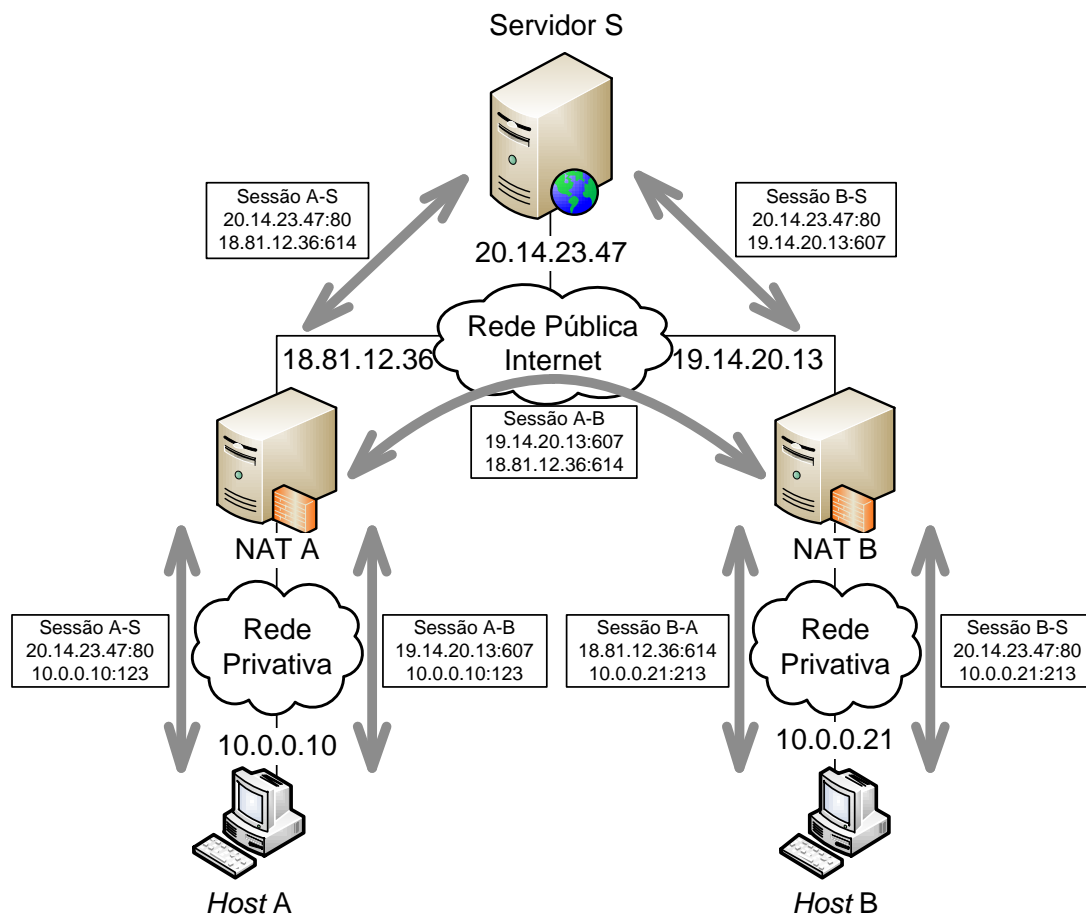 Servidor S
Sessão A-S
20.14.23.47:80
18.81.12.36:614
Sessão B-S
20.14.23.47:80
19.14.20.13:607
20.14.23.47
Rede Pública
Internet
18.81.12.36
19.14.20.13
Sessão A-B
19.14.20.13:607
18.81.12.36:614
NAT A
NAT B
Sessão A-S
20.14.23.47:80
10.0.0.10:123
Rede
Privativa
Sessão A-B
19.14.20.13:607
10.0.0.10:123
Sessão B-A
18.81.12.36:614
10.0.0.21:213
Rede
Privativa
Sessão B-S
20.14.23.47:80
10.0.0.21:213
10.0.0.10
10.0.0.21
Host A
Host B